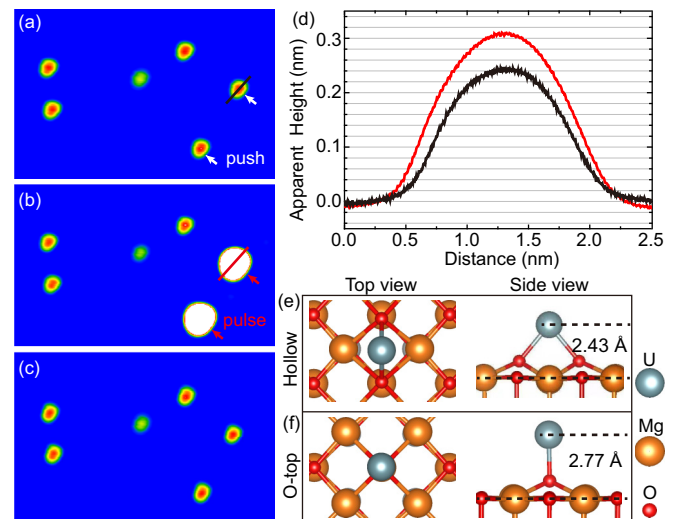 (a)
push
(b)
pulse
(c)
(d)
0.3
0.2
0.1
0.0
Apparent Height (nm)
0.0 0.5 1.0 1.5 2.0 2.5
Distance (nm)
Top view Side view
(e)
Hollow
2.43 Å
U
(f)
O-top
2.77 Å
Mg
O